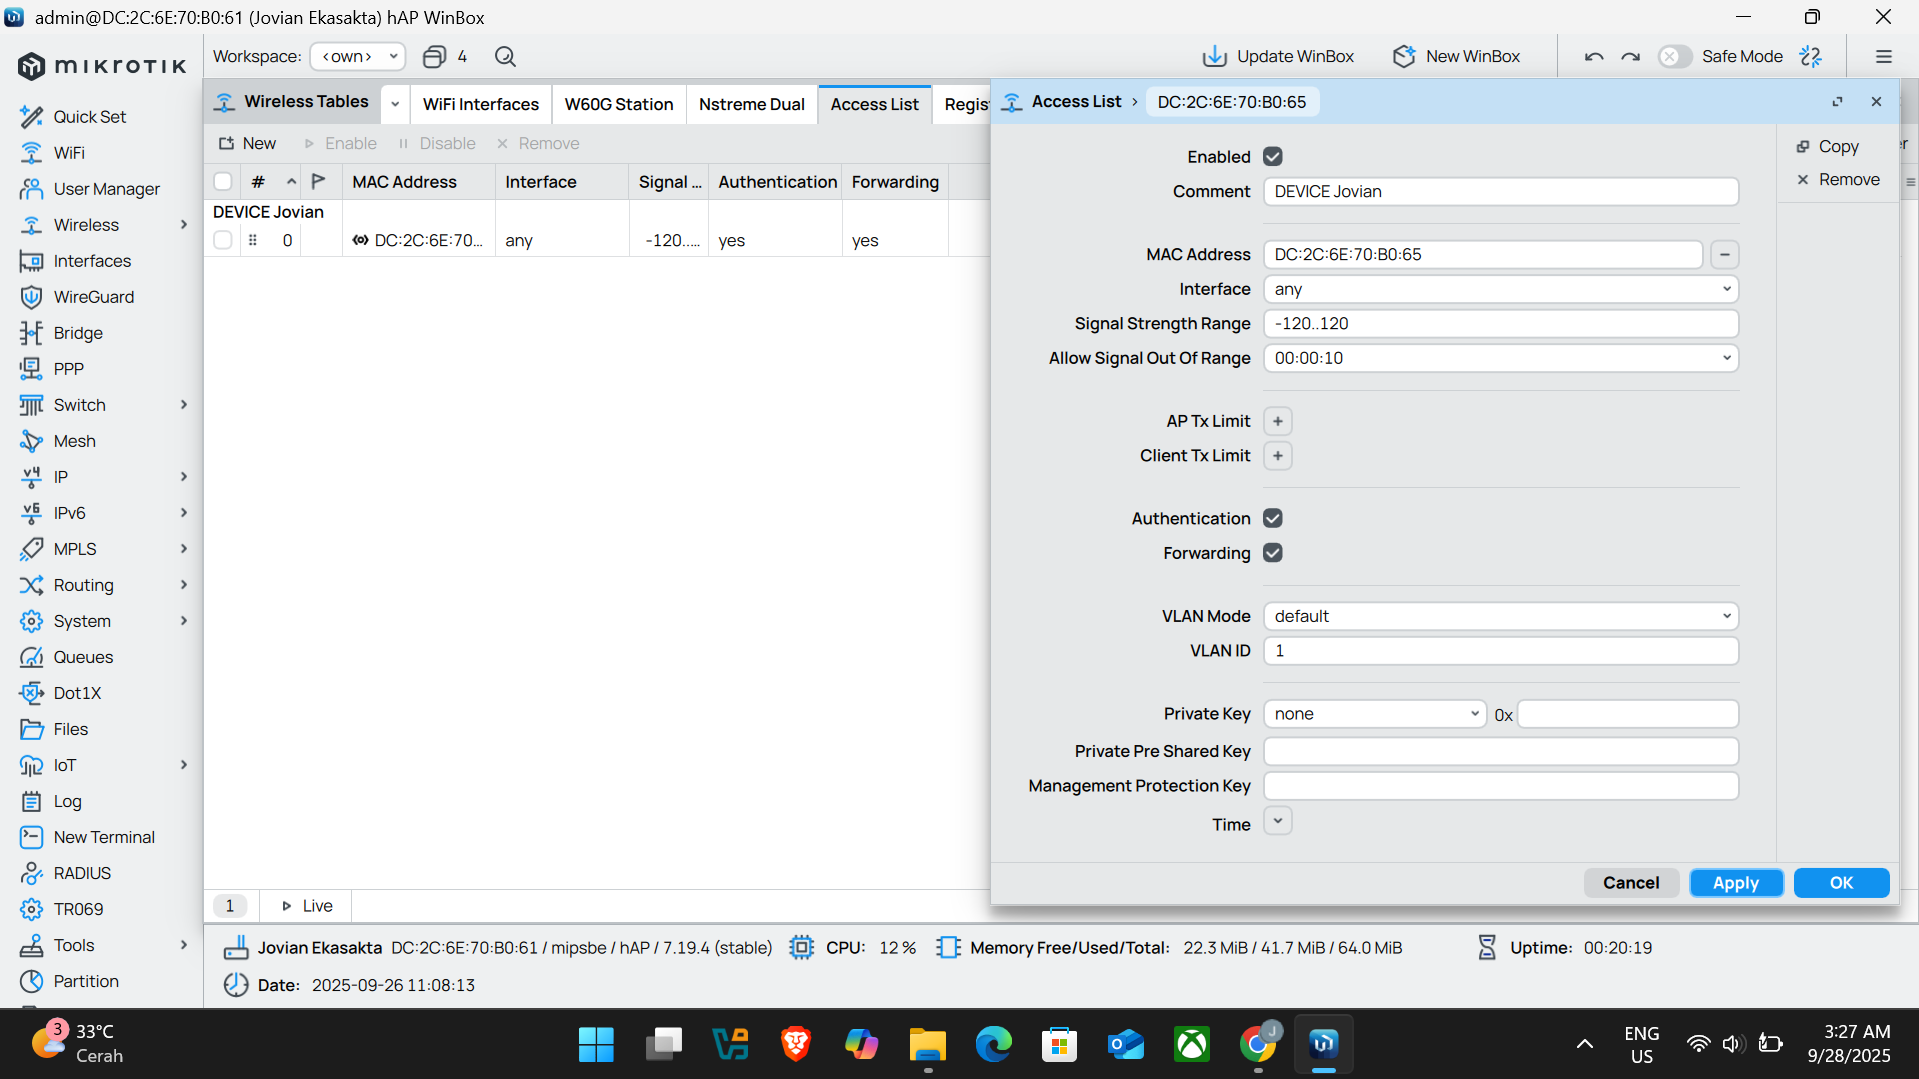 admin@DC:2C:6E:70:B0:61 (Jovian Ekasakta) hAP WinBox
MikroTik
Workspace: <own> 4
Update WinBox New WinBox Safe Mode
Quick Set
WiFi
User Manager
Wireless
Interfaces
WireGuard
Bridge
PPP
Switch
Mesh
IP
IPv6
MPLS
Routing
System
Queues
Dot1X
Files
IoT
Log
New Terminal
RADIUS
TR069
Tools
Partition
Wireless Tables WiFi Interfaces W60G Station Nstreme Dual Access List Regist
New Enable Disable Remove
# MAC Address Interface Signal ... Authentication Forwarding
DEVICE Jovian
0 DC:2C:6E:70... any -120..... yes yes
1 Live
Access List > DC:2C:6E:70:B0:65
Copy
Remove
Enabled
Comment DEVICE Jovian
MAC Address DC:2C:6E:70:B0:65
Interface any
Signal Strength Range -120..120
Allow Signal Out Of Range 00:00:10
AP Tx Limit
Client Tx Limit
Authentication
Forwarding
VLAN Mode default
VLAN ID 1
Private Key none 0x
Private Pre Shared Key
Management Protection Key
Time
Cancel Apply OK
Jovian Ekasakta DC:2C:6E:70:B0:61 / mipsbe / hAP / 7.19.4 (stable) CPU: 12 % Memory Free/Used/Total: 22.3 MiB / 41.7 MiB / 64.0 MiB Uptime: 00:20:19
Date: 2025-09-26 11:08:13
3 33°C
Cerah
ENG
US
3:27 AM
9/28/2025